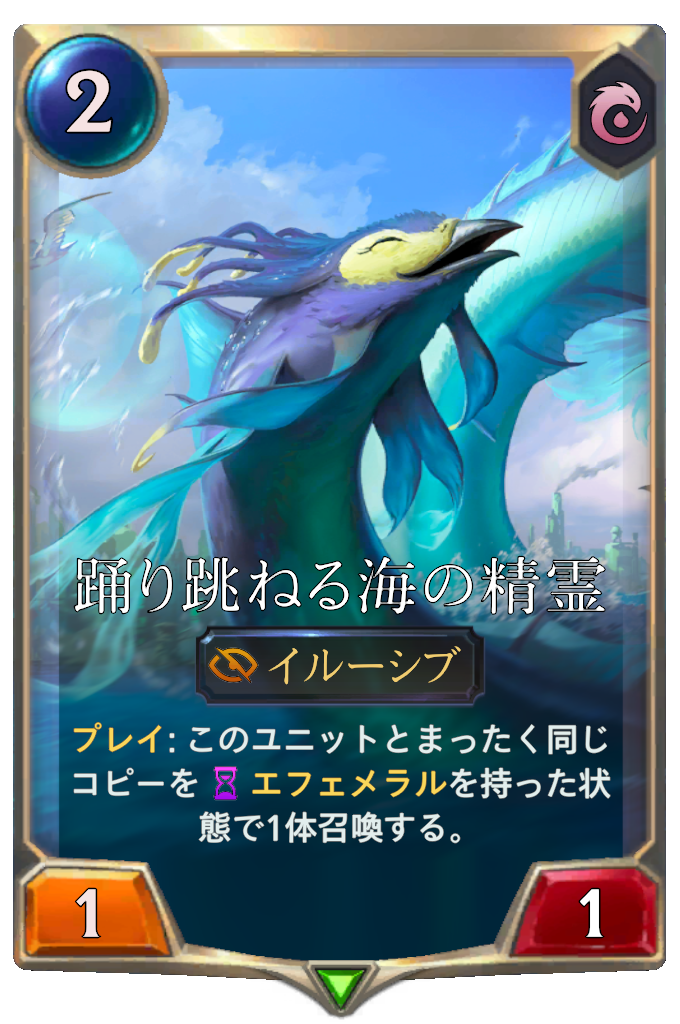 2
踊り跳ねる海の精霊
イルーシブ
プレイ: このユニットとまったく同じ
コピーを エフェメラルを持った状
態で1体召喚する。
1
1